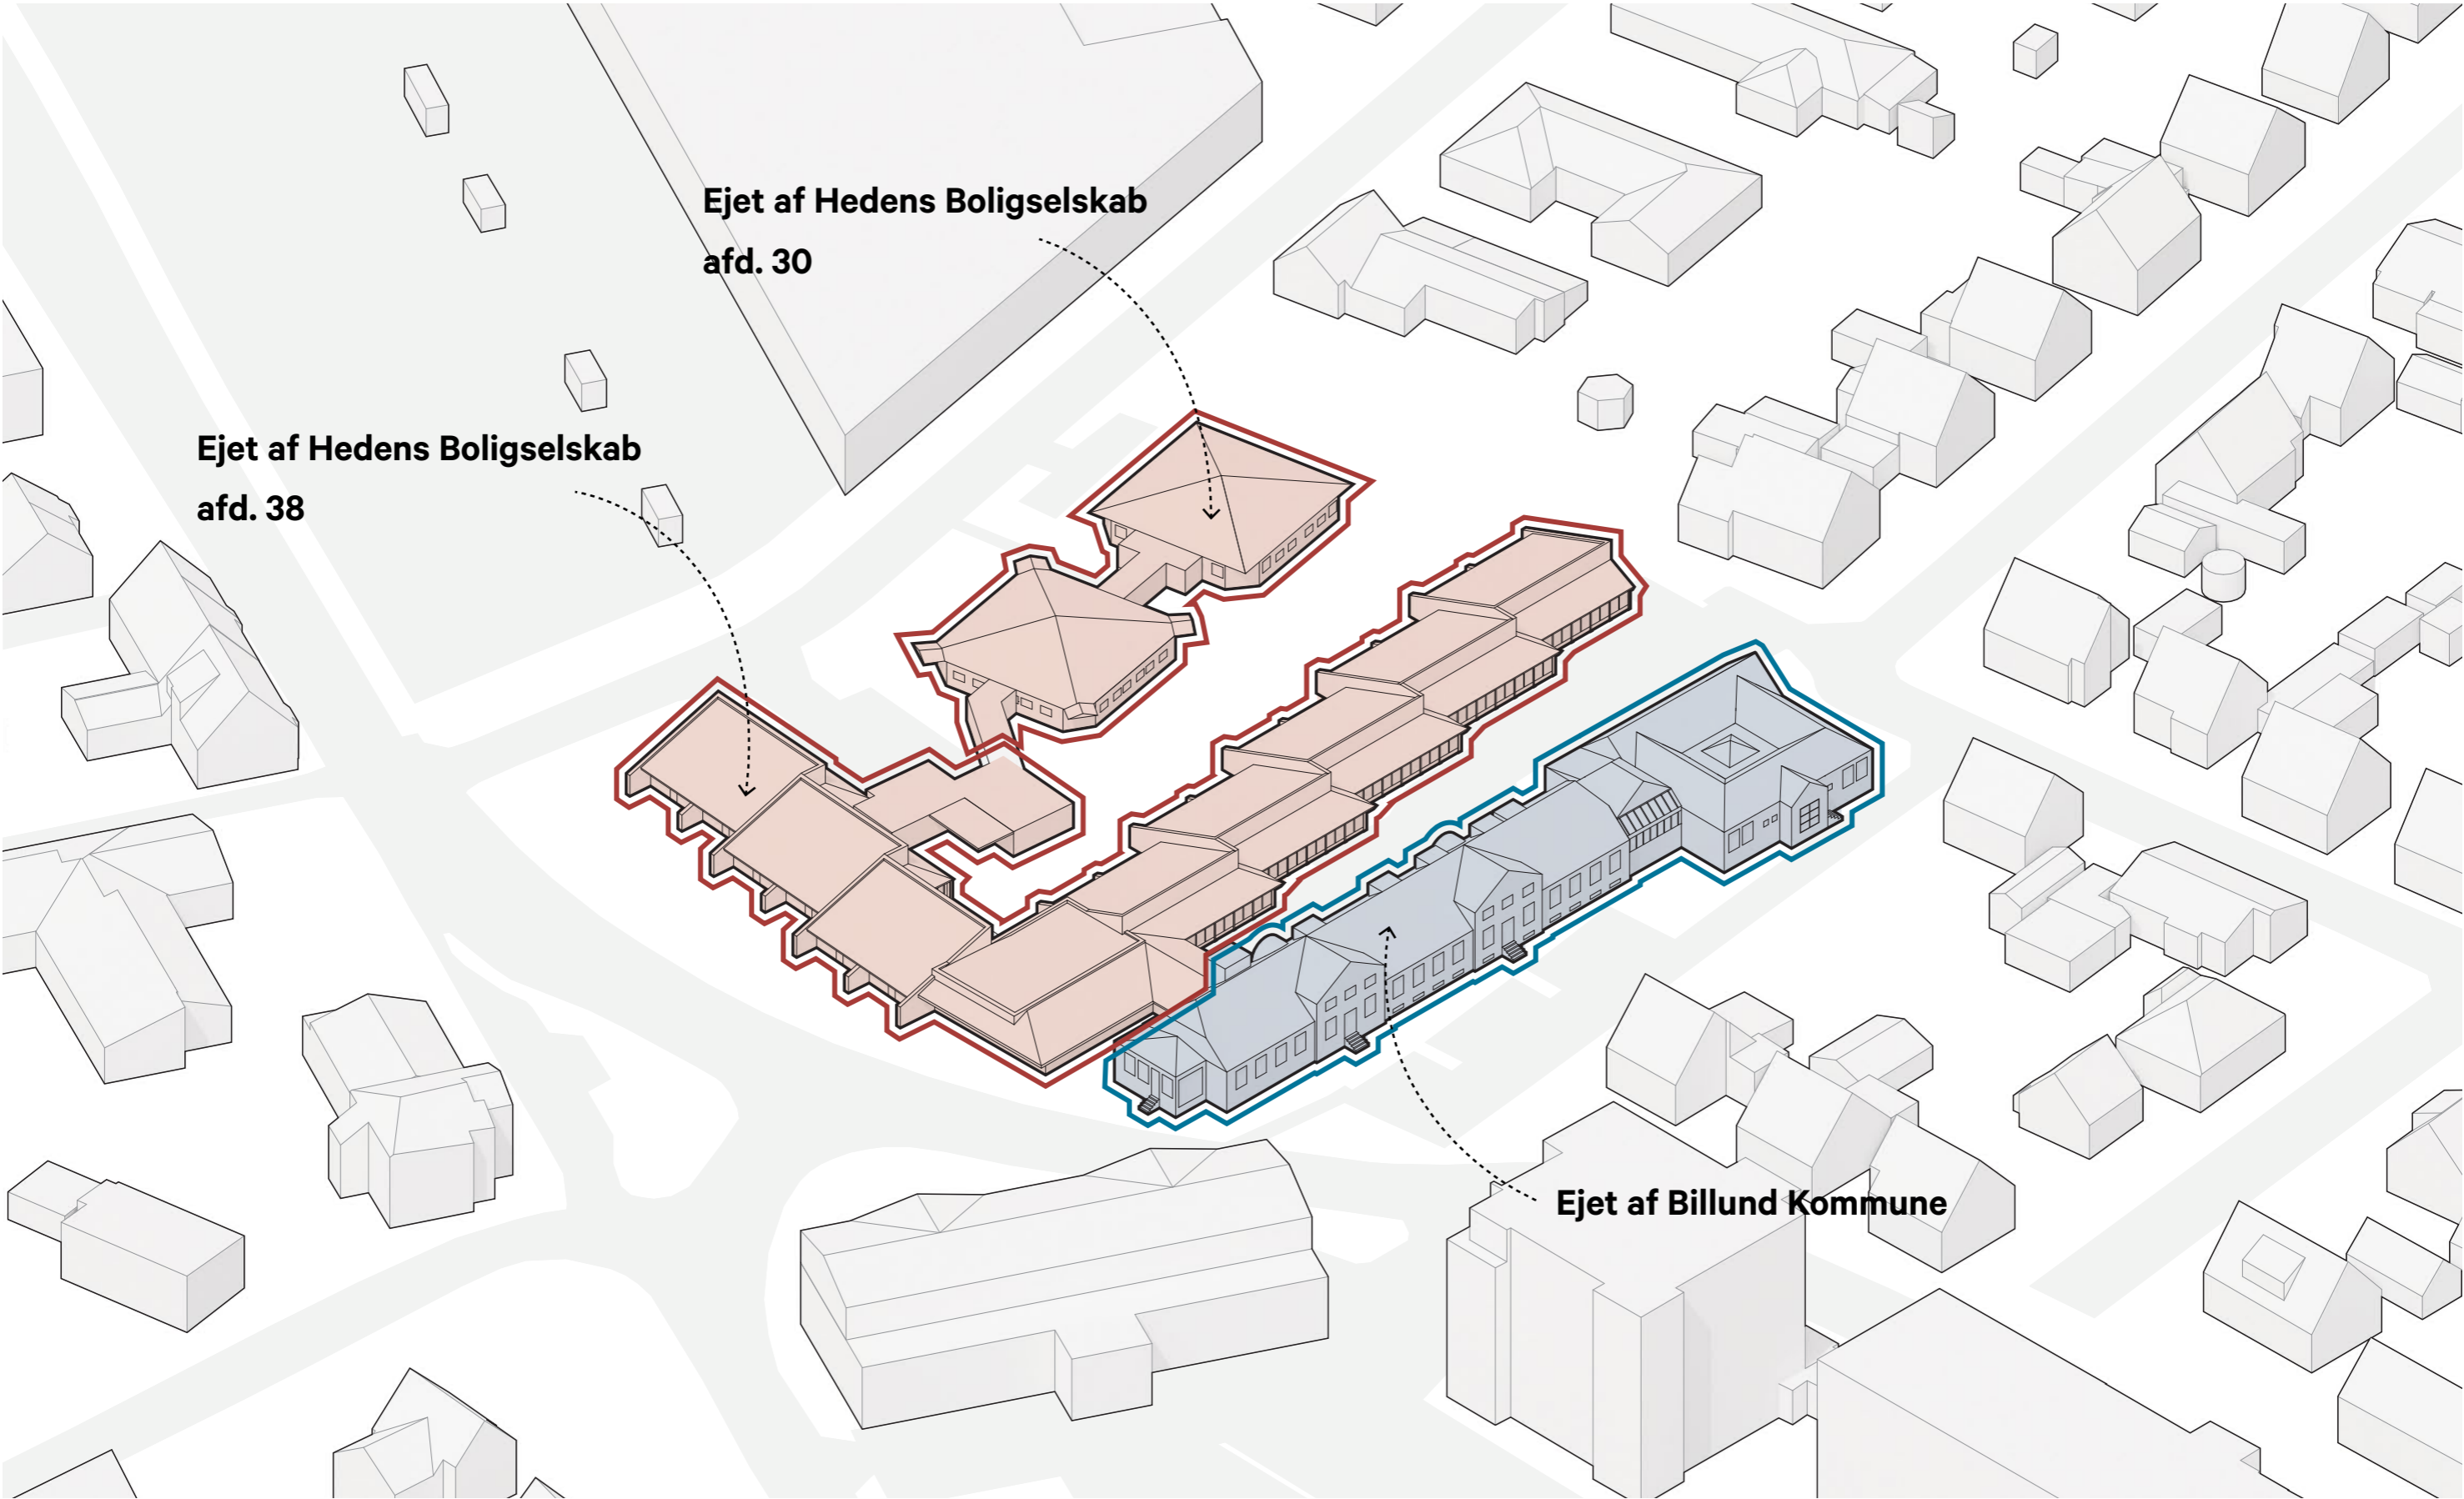 Ejet af Hedens Boligselskab
afd. 30
Ejet af Hedens Boligselskab
afd. 38
Ejet af Billund Kommune